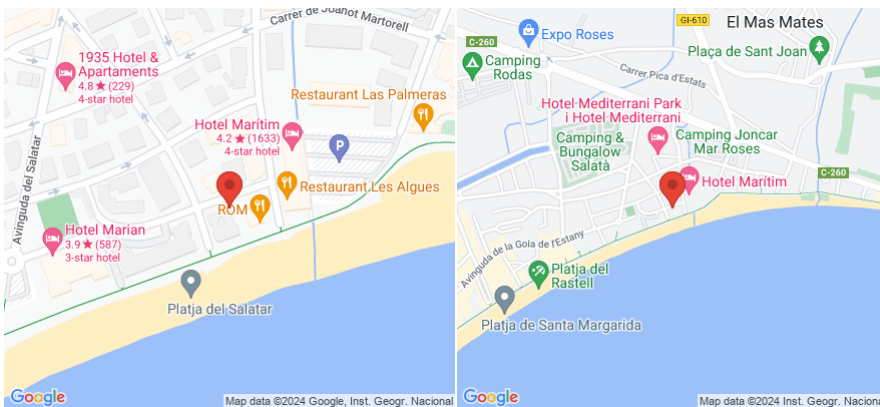 Carrer de Joanot Martorell
1935 Hotel &
Apartaments
4.8★(229)
4-star hotel
Restaurant Las Palmeras
Hotel Marítim
4.2★(1633)
4-star hotel
P
Avinguda del Salatar
Restaurant Les Algues
ROM
Hotel Marian
3.9★(587)
3-star hotel
Platja del Salatar
Google
Map data ©2024 Google, Inst. Geogr. Nacional
GI-610
El Mas Mates
Expo Roses
C-260
Plaça de Sant Joan
Camping
Rodas
Carrer Pica d'Estats
Hotel Mediterrani Park
i Hotel Mediterrani
Camping &
Bungalow
Salatà
Camping Joncar
Mar Roses
C-260
Hotel Marítim
Avinguda de la Gola de l'Estany
Platja del
Rastell
Platja de Santa Margarida
Google
Map data ©2024 Google, Inst. Geogr. Nacional